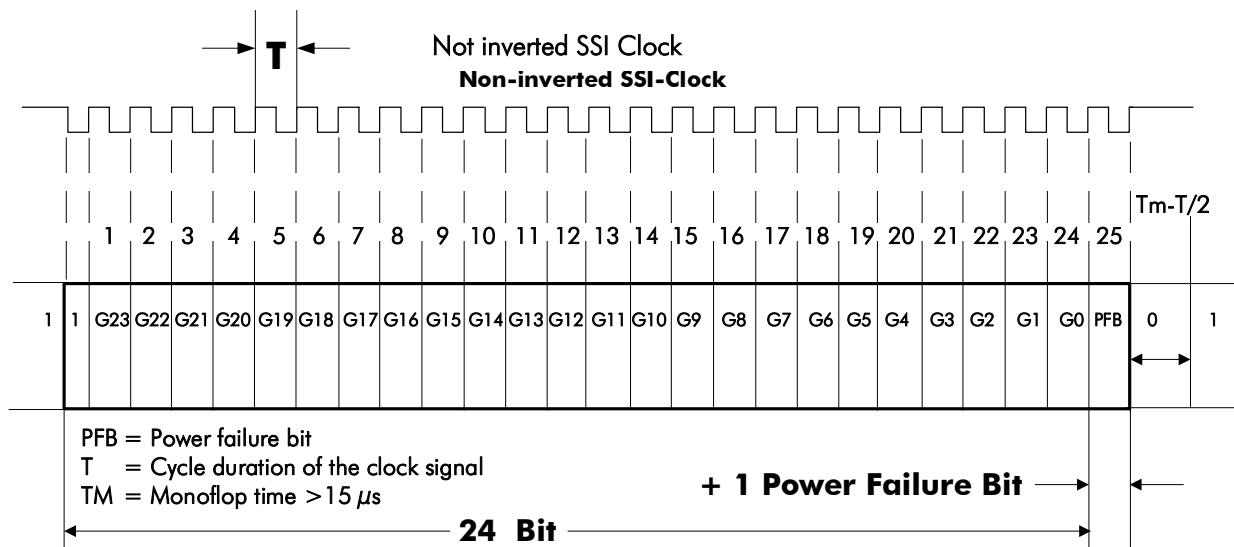 T
Not inverted SSI Clock
Non-inverted SSI-Clock
Tm-T/2
1 2 3 4 5 6 7 8 9 10 11 12 13 14 15 16 17 18 19 20 21 22 23 24 25
1 1 G23 G22 G21 G20 G19 G18 G17 G16 G15 G14 G13 G12 G11 G10 G9 G8 G7 G6 G5 G4 G3 G2 G1 G0 PFB 0 1
PFB = Power failure bit
T = Cycle duration of the clock signal
TM = Monoflop time >15 µs
+ 1 Power Failure Bit
24 Bit